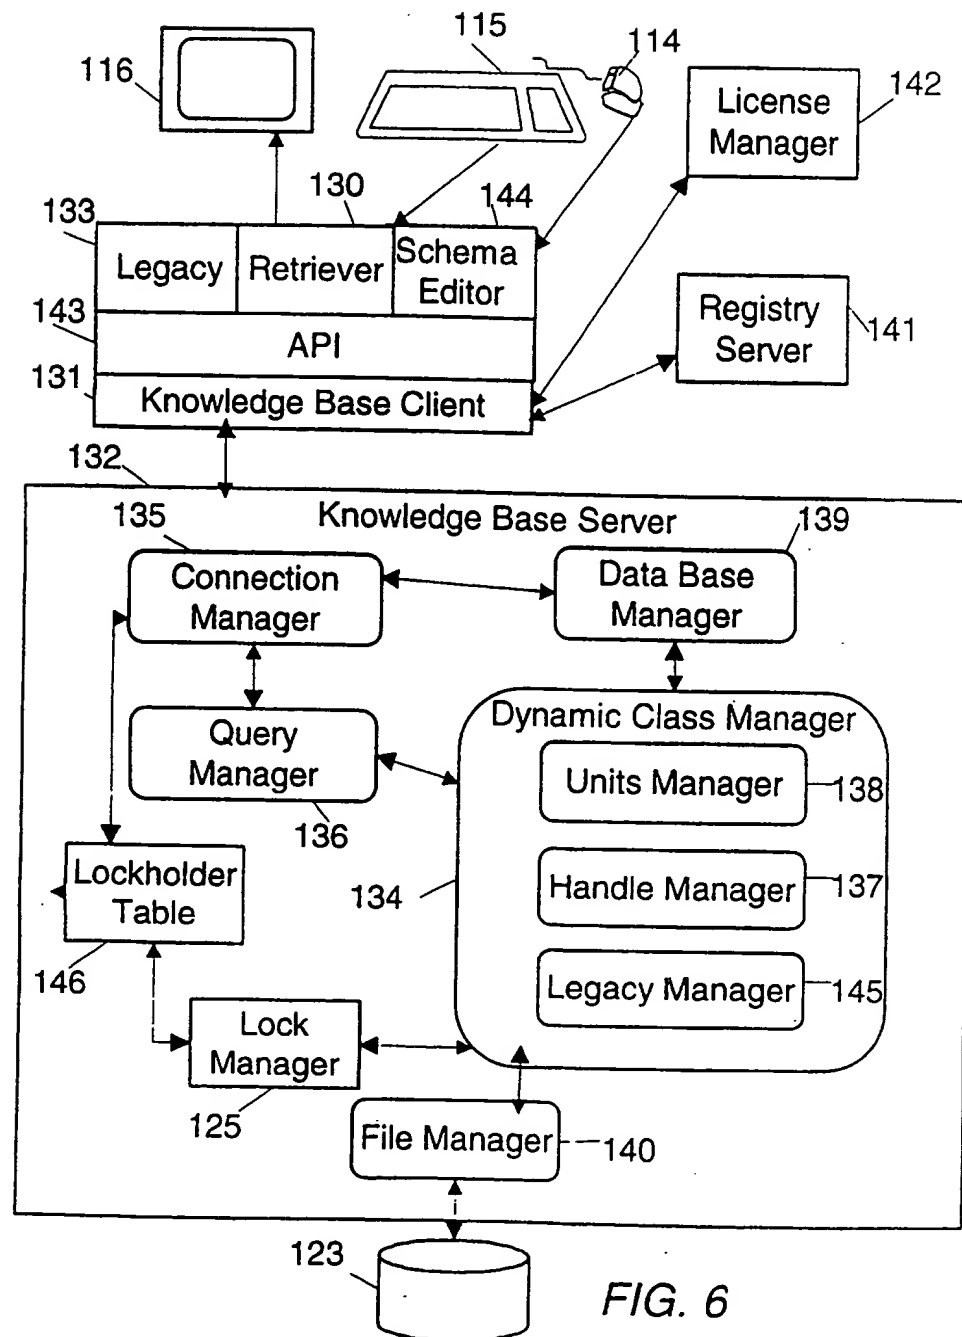 115
114
116
License
Manager
142
130
144
133
Legacy
Retriever
Schema
Editor
143
API
Registry
Server
141
131
Knowledge Base Client
132
Knowledge Base Server
135
139
Connection
Manager
Data Base
Manager
Query
Manager
136
Dynamic Class Manager
Units Manager
138
134
Handle Manager
137
Lockholder
Table
146
Legacy Manager
145
Lock
Manager
125
File Manager
140
123
FIG. 6